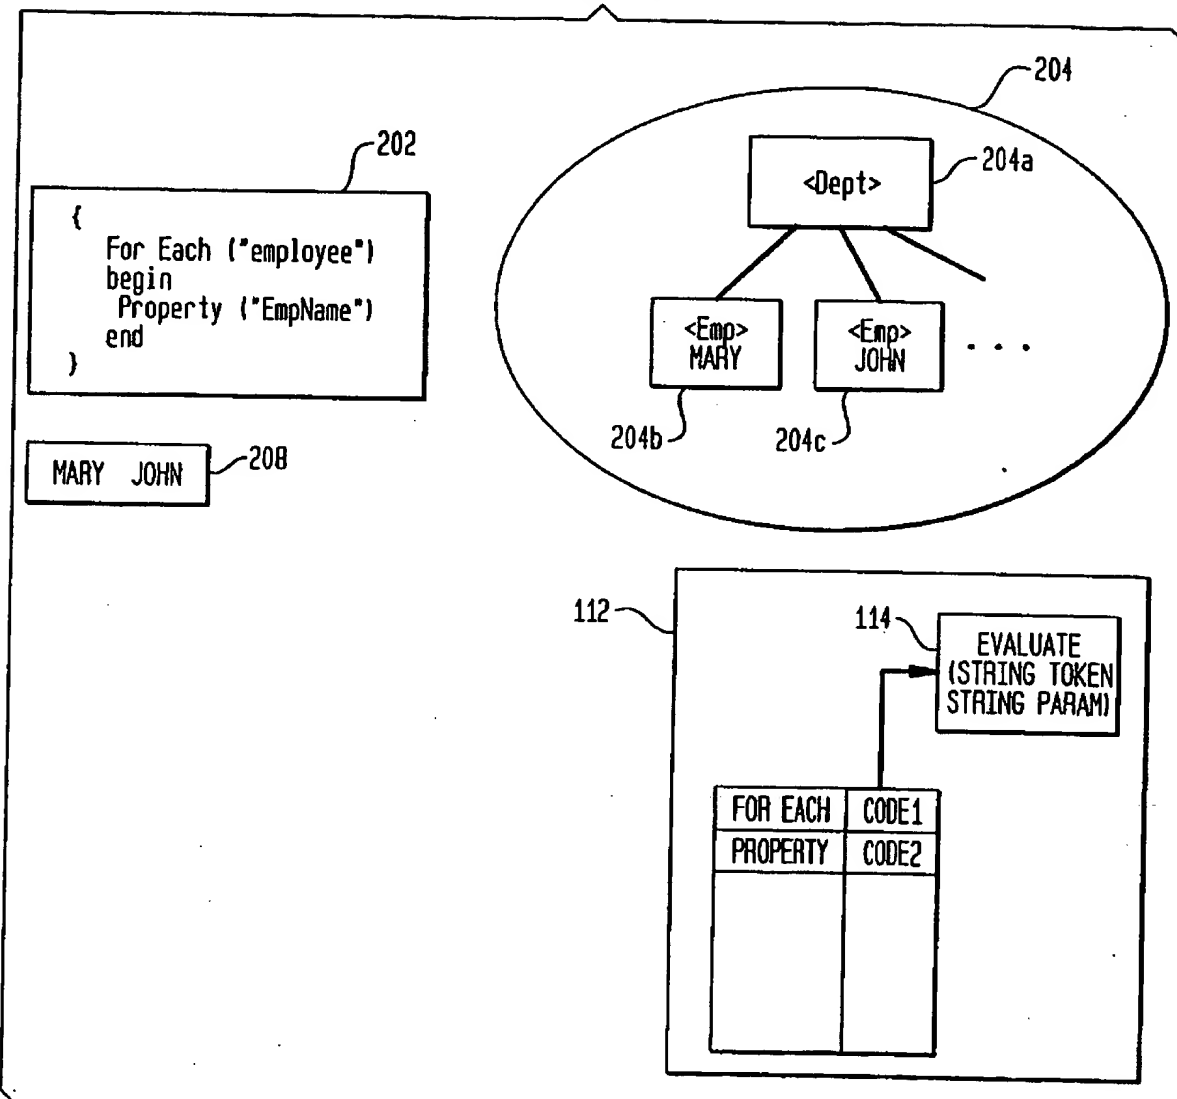 204
202
<Dept>
204a
{
For Each ("employee")
begin
Property ("EmpName")
end
}
<Emp>
MARY
<Emp>
JOHN
. . .
204b
204c
MARY JOHN
208
112
114
EVALUATE
(STRING TOKEN
STRING PARAM)
FOR EACH CODE1
PROPERTY CODE2